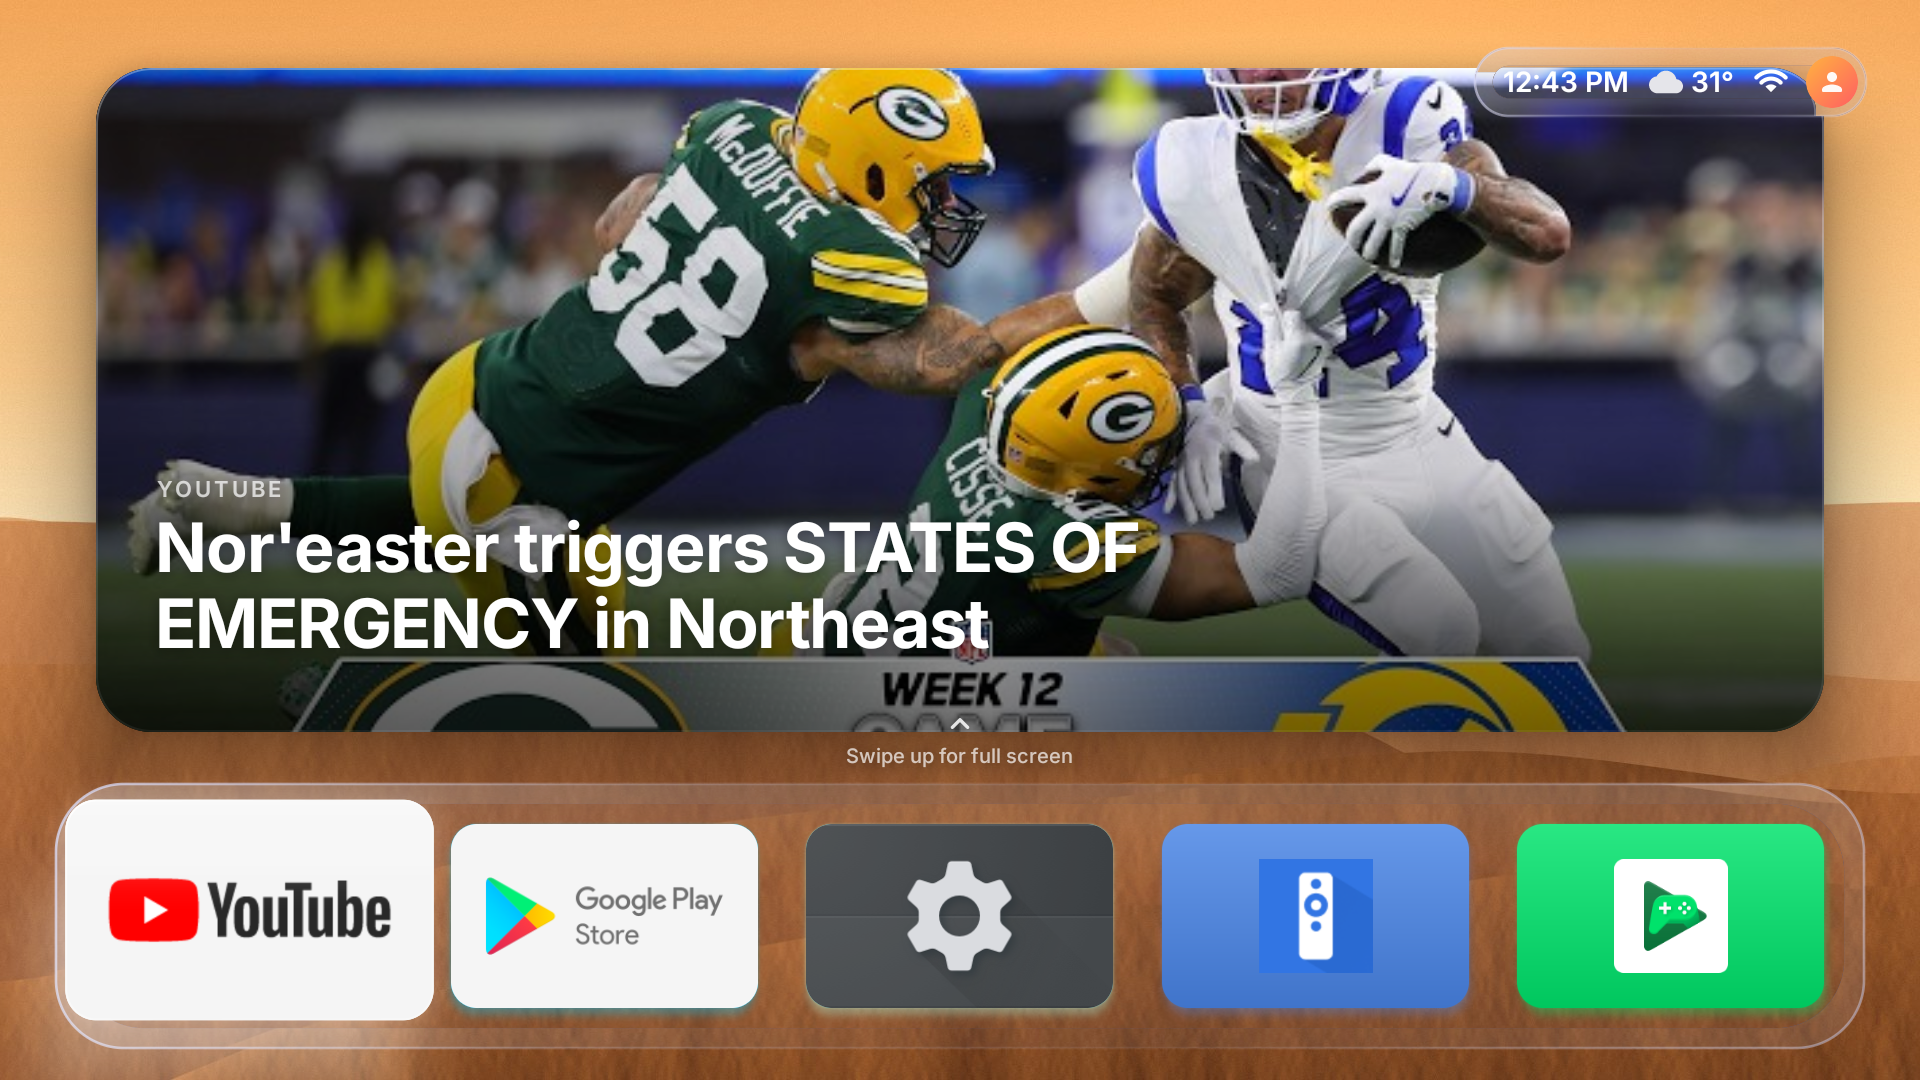 12:43 PM 31°
McDUFFIE
58
CISSE
YOUTUBE
Nor'easter triggers STATES OF
EMERGENCY in Northeast
WEEK 12
Swipe up for full screen
YouTube
Google Play
Store